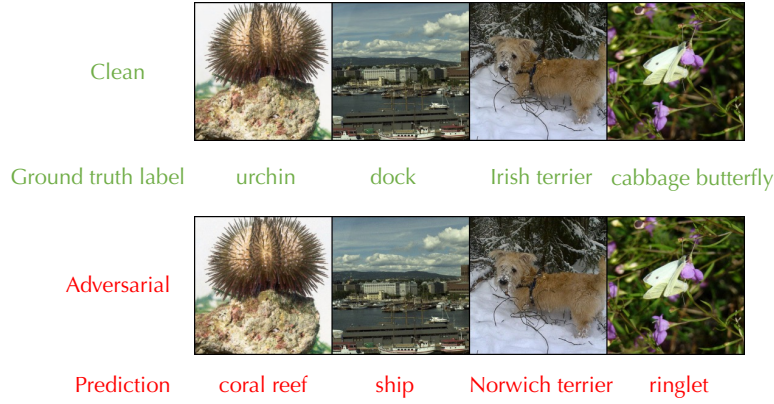 Clean
Ground truth label urchin dock Irish terrier cabbage butterfly
Adversarial
Prediction coral reef ship Norwich terrier ringlet